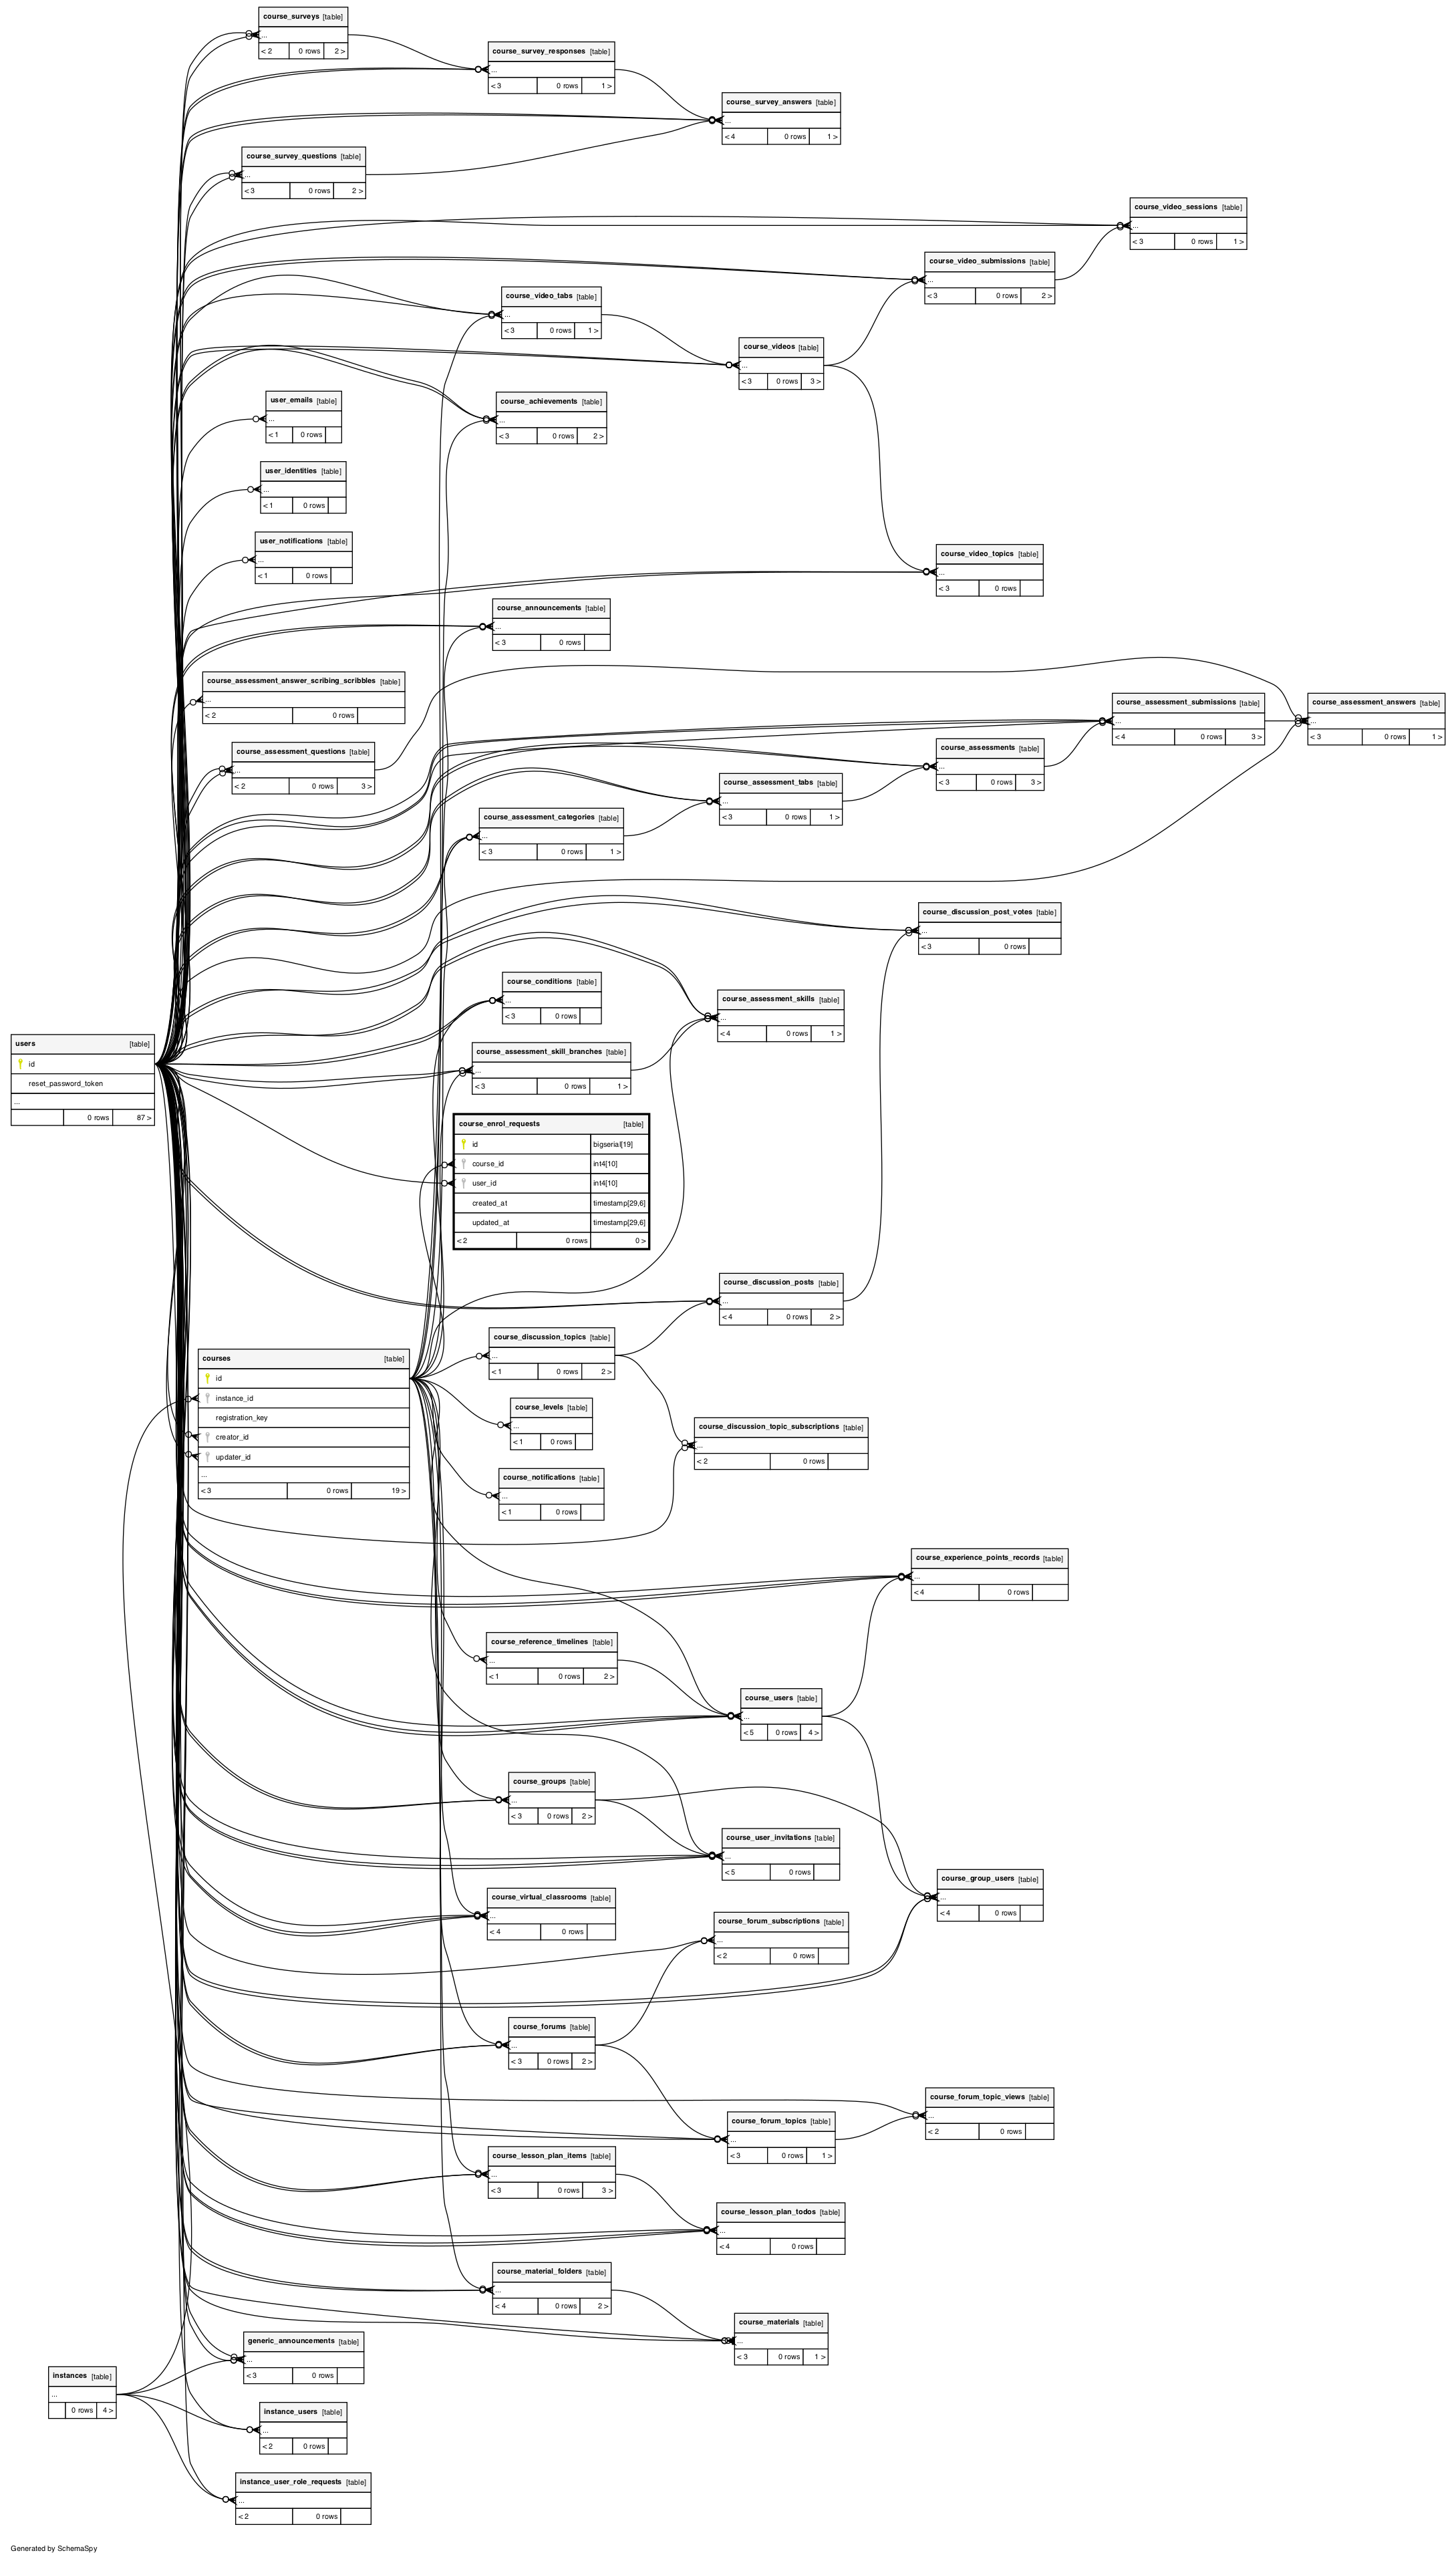 course_surveys [table]
...
< 2 0 rows 2 >
course_survey_responses [table]
...
< 3 0 rows 1 >
course_survey_answers [table]
...
< 4 0 rows 1 >
course_survey_questions [table]
...
< 3 0 rows 2 >
course_video_sessions [table]
...
< 3 0 rows 1 >
course_video_submissions [table]
...
< 3 0 rows 2 >
course_video_tabs [table]
...
< 3 0 rows 1 >
course_videos [table]
...
< 3 0 rows 3 >
user_emails [table]
...
< 1 0 rows
course_achievements [table]
...
< 3 0 rows 2 >
user_identities [table]
...
< 1 0 rows
user_notifications [table]
...
< 1 0 rows
course_video_topics [table]
...
< 3 0 rows
course_announcements [table]
...
< 3 0 rows
course_assessment_answer_scribing_scribbles [table]
...
< 2 0 rows
course_assessment_submissions [table]
...
< 4 0 rows 3 >
course_assessment_answers [table]
...
< 3 0 rows 1 >
course_assessment_questions [table]
...
< 2 0 rows 3 >
course_assessments [table]
...
< 3 0 rows 3 >
course_assessment_tabs [table]
...
< 3 0 rows 1 >
course_assessment_categories [table]
...
< 3 0 rows 1 >
course_discussion_post_votes [table]
...
< 3 0 rows
course_conditions [table]
...
< 3 0 rows
course_assessment_skills [table]
...
< 4 0 rows 1 >
users [table]
id
reset_password_token
...
0 rows 87 >
course_assessment_skill_branches [table]
...
< 3 0 rows 1 >
course_enrol_requests [table]
id bigserial[19]
course_id int4[10]
user_id int4[10]
created_at timestamp[29,6]
updated_at timestamp[29,6]
< 2 0 rows 0 >
course_discussion_posts [table]
...
< 4 0 rows 2 >
course_discussion_topics [table]
...
< 1 0 rows 2 >
courses [table]
id
instance_id
registration_key
creator_id
updater_id
...
< 3 0 rows 19 >
course_levels [table]
...
< 1 0 rows
course_discussion_topic_subscriptions [table]
...
< 2 0 rows
course_notifications [table]
...
< 1 0 rows
course_experience_points_records [table]
...
< 4 0 rows
course_reference_timelines [table]
...
< 1 0 rows 2 >
course_users [table]
...
< 5 0 rows 4 >
course_groups [table]
...
< 3 0 rows 2 >
course_user_invitations [table]
...
< 5 0 rows
course_group_users [table]
...
< 4 0 rows
course_virtual_classrooms [table]
...
< 4 0 rows
course_forum_subscriptions [table]
...
< 2 0 rows
course_forums [table]
...
< 3 0 rows 2 >
course_forum_topic_views [table]
...
< 2 0 rows
course_forum_topics [table]
...
< 3 0 rows 1 >
course_lesson_plan_items [table]
...
< 3 0 rows 3 >
course_lesson_plan_todos [table]
...
< 4 0 rows
course_material_folders [table]
...
< 4 0 rows 2 >
course_materials [table]
...
< 3 0 rows 1 >
generic_announcements [table]
...
< 3 0 rows
instances [table]
...
0 rows 4 >
instance_users [table]
...
< 2 0 rows
instance_user_role_requests [table]
...
< 2 0 rows
Generated by SchemaSpy